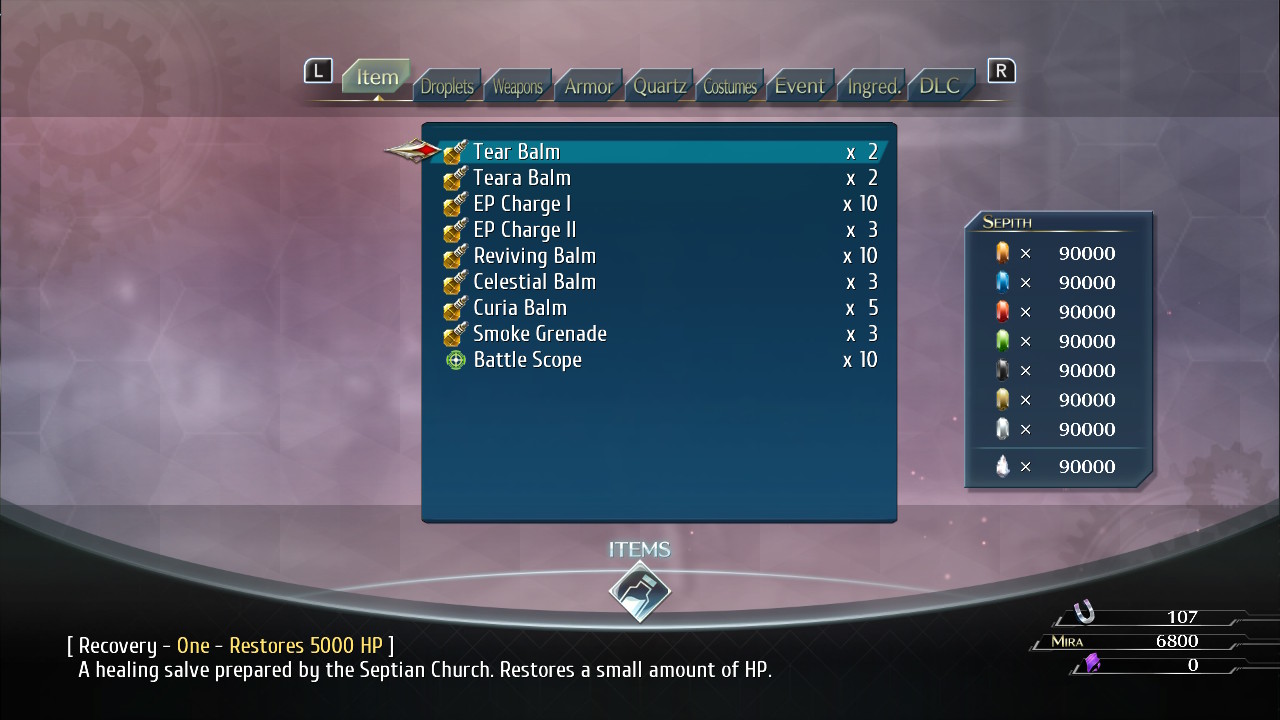 L Item Droplets Weapons Armor Quartz Costumes Event Ingred. DLC R
Tear Balm x 2
Teara Balm x 2
EP Charge I x 10
EP Charge II x 3
Reviving Balm x 10
Celestial Balm x 3
Curia Balm x 5
Smoke Grenade x 3
Battle Scope x 10
Sepith
× 90000
× 90000
× 90000
× 90000
× 90000
× 90000
× 90000
× 90000
ITEMS
107
Mira 6800
0
[ Recovery - One - Restores 5000 HP ]
A healing salve prepared by the Septian Church. Restores a small amount of HP.